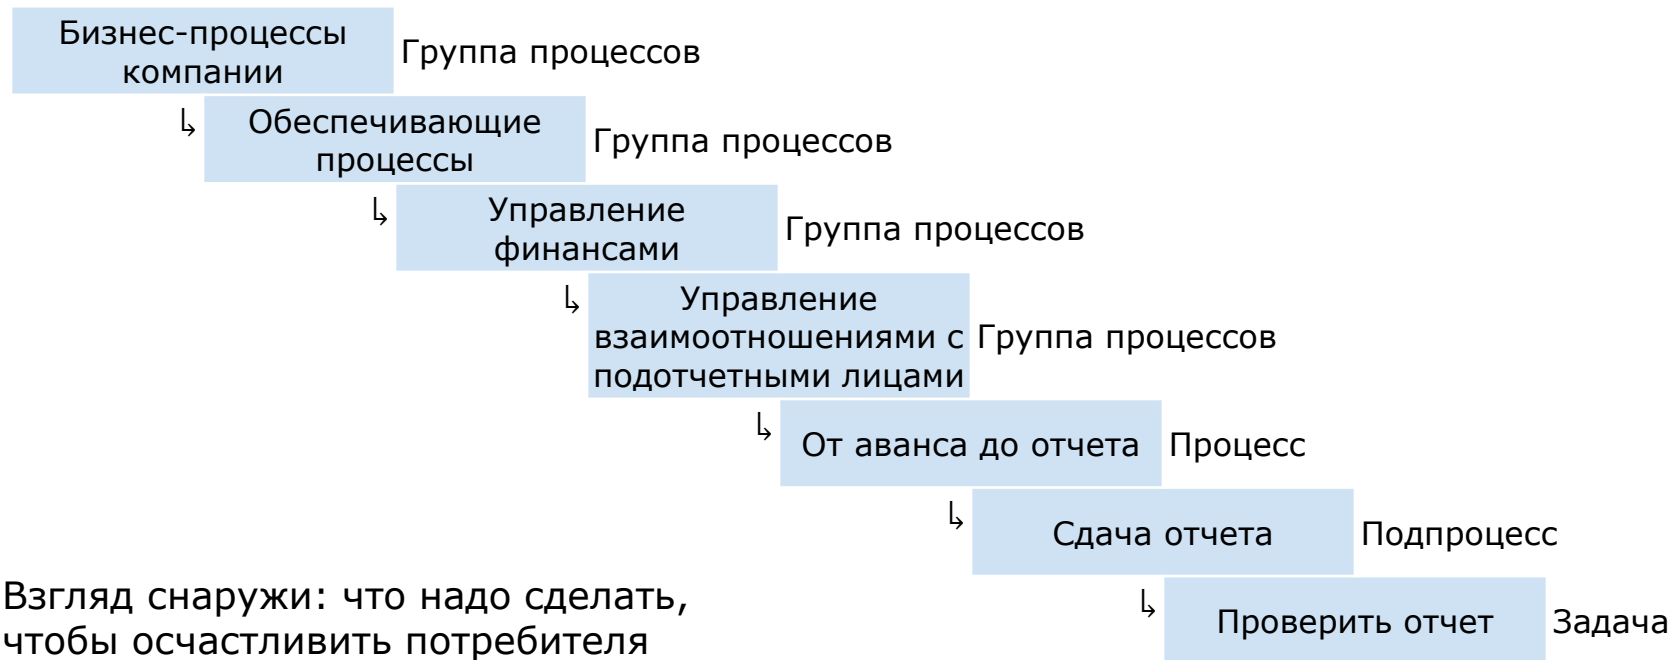 Бизнес-процессы
компании
Группа процессов
↳
Обеспечивающие
процессы
Группа процессов
↳
Управление
финансами
Группа процессов
↳
Управление
взаимоотношениями с
подотчетными лицами
Группа процессов
↳
От аванса до отчета
Процесс
↳
Сдача отчета
Подпроцесс
↳
Проверить отчет
Задача
Взгляд снаружи: что надо сделать,
чтобы осчастливить потребителя